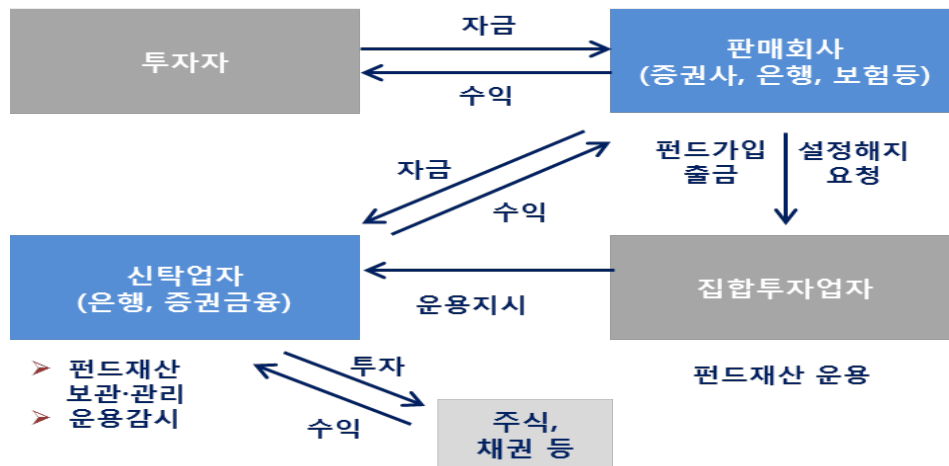 자금
투자자
판매회사
(증권사, 은행, 보험등)
수익
자금
펀드가입
출금
설정해지
요청
수익
신탁업자
(은행, 증권금융)
집합투자업자
운용지시
➢ 펀드재산
보관·관리
➢ 운용감시
투자
수익
펀드재산 운용
주식,
채권 등